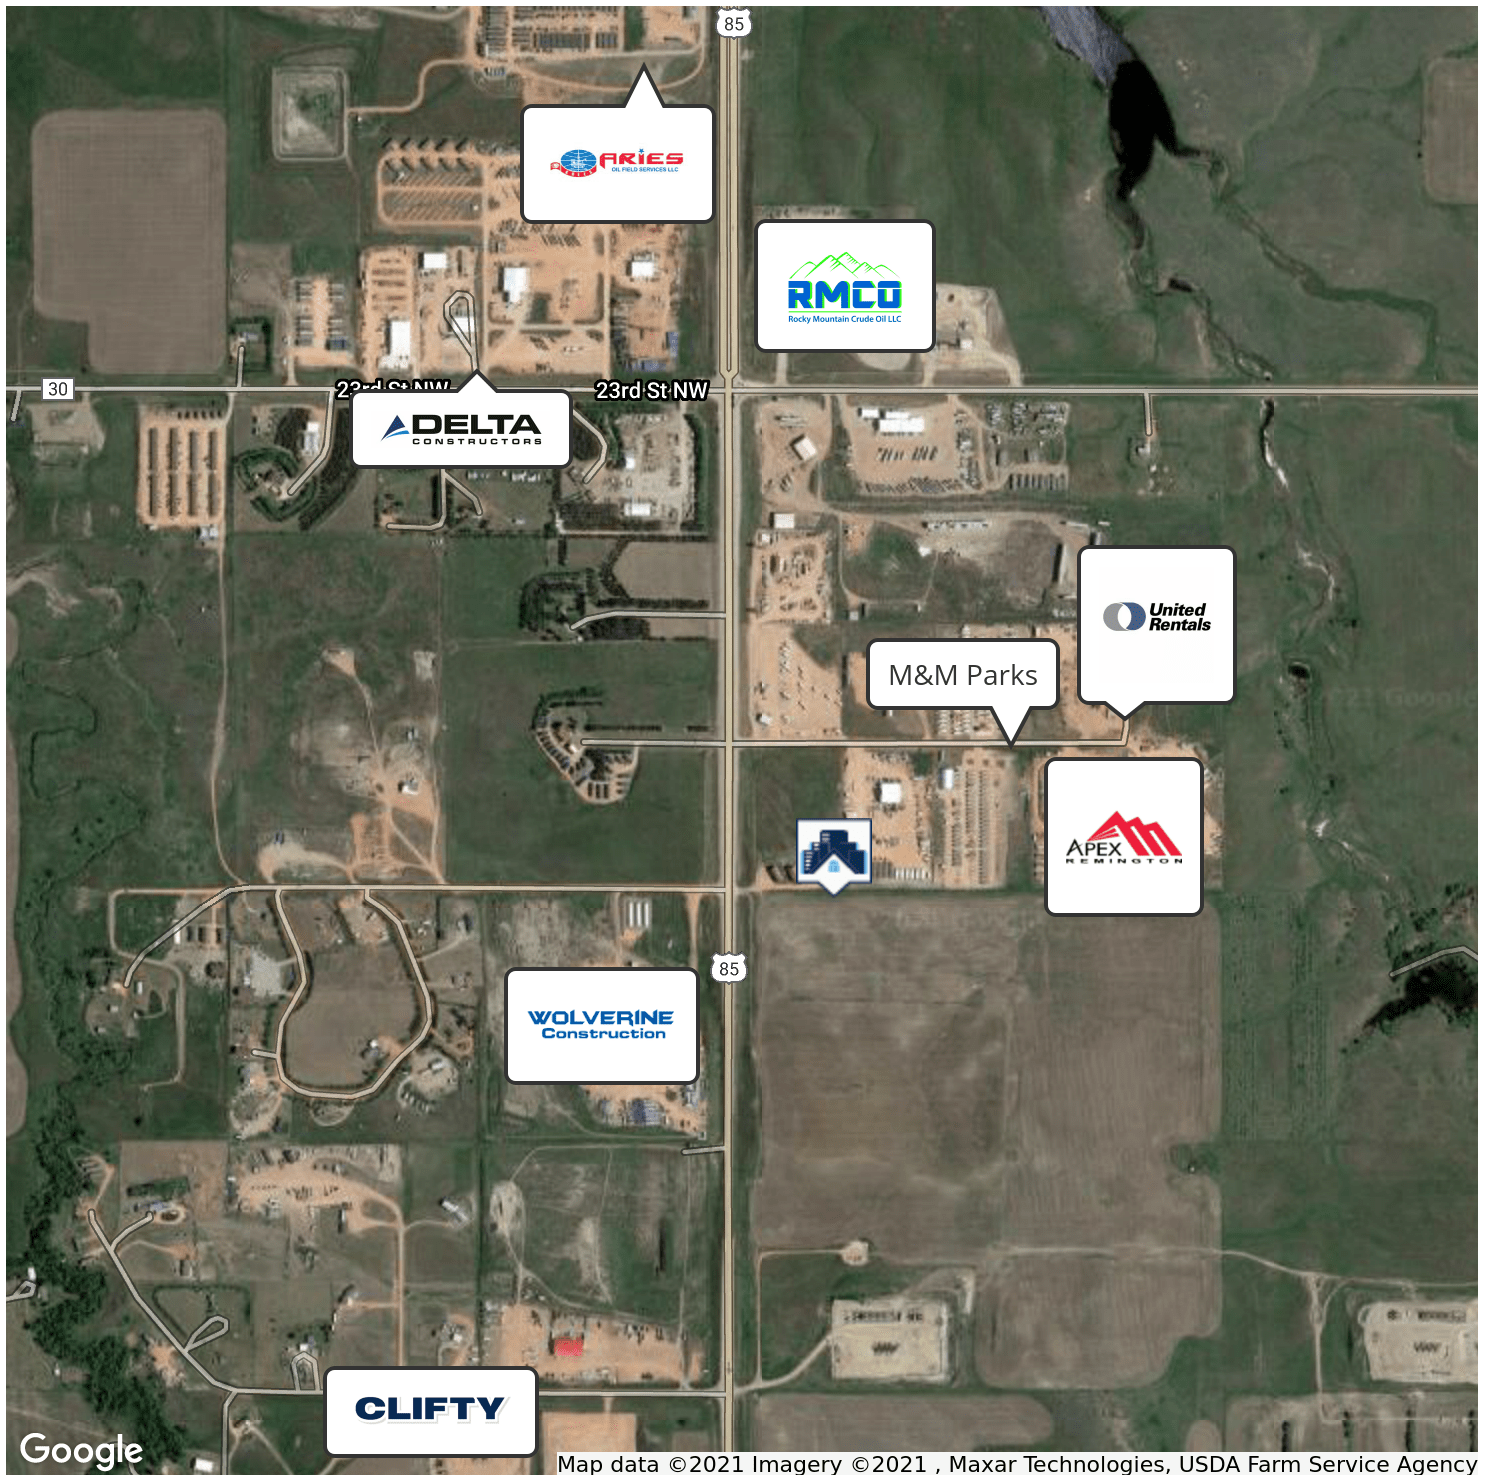 85
ARIES
OIL FIELD SERVICES LLC
RMCO
Rocky Mountain Crude Oil LLC
30
23rd St NW
23rd St NW
DELTA
CONSTRUCTORS
United
Rentals
M&M Parks
APEX
REMINGTON
85
WOLVERINE
Construction
CLIFTY
Google
Map data ©2021 Imagery ©2021 , Maxar Technologies, USDA Farm Service Agency